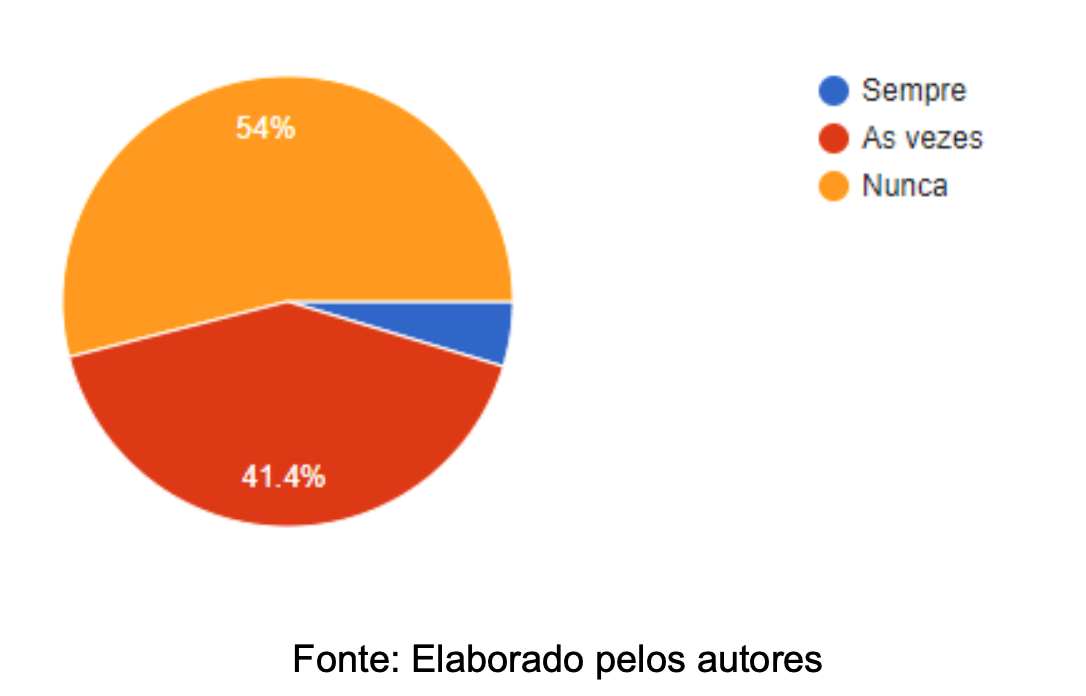 54%
41.4%
Sempre
As vezes
Nunca
Fonte: Elaborado pelos autores